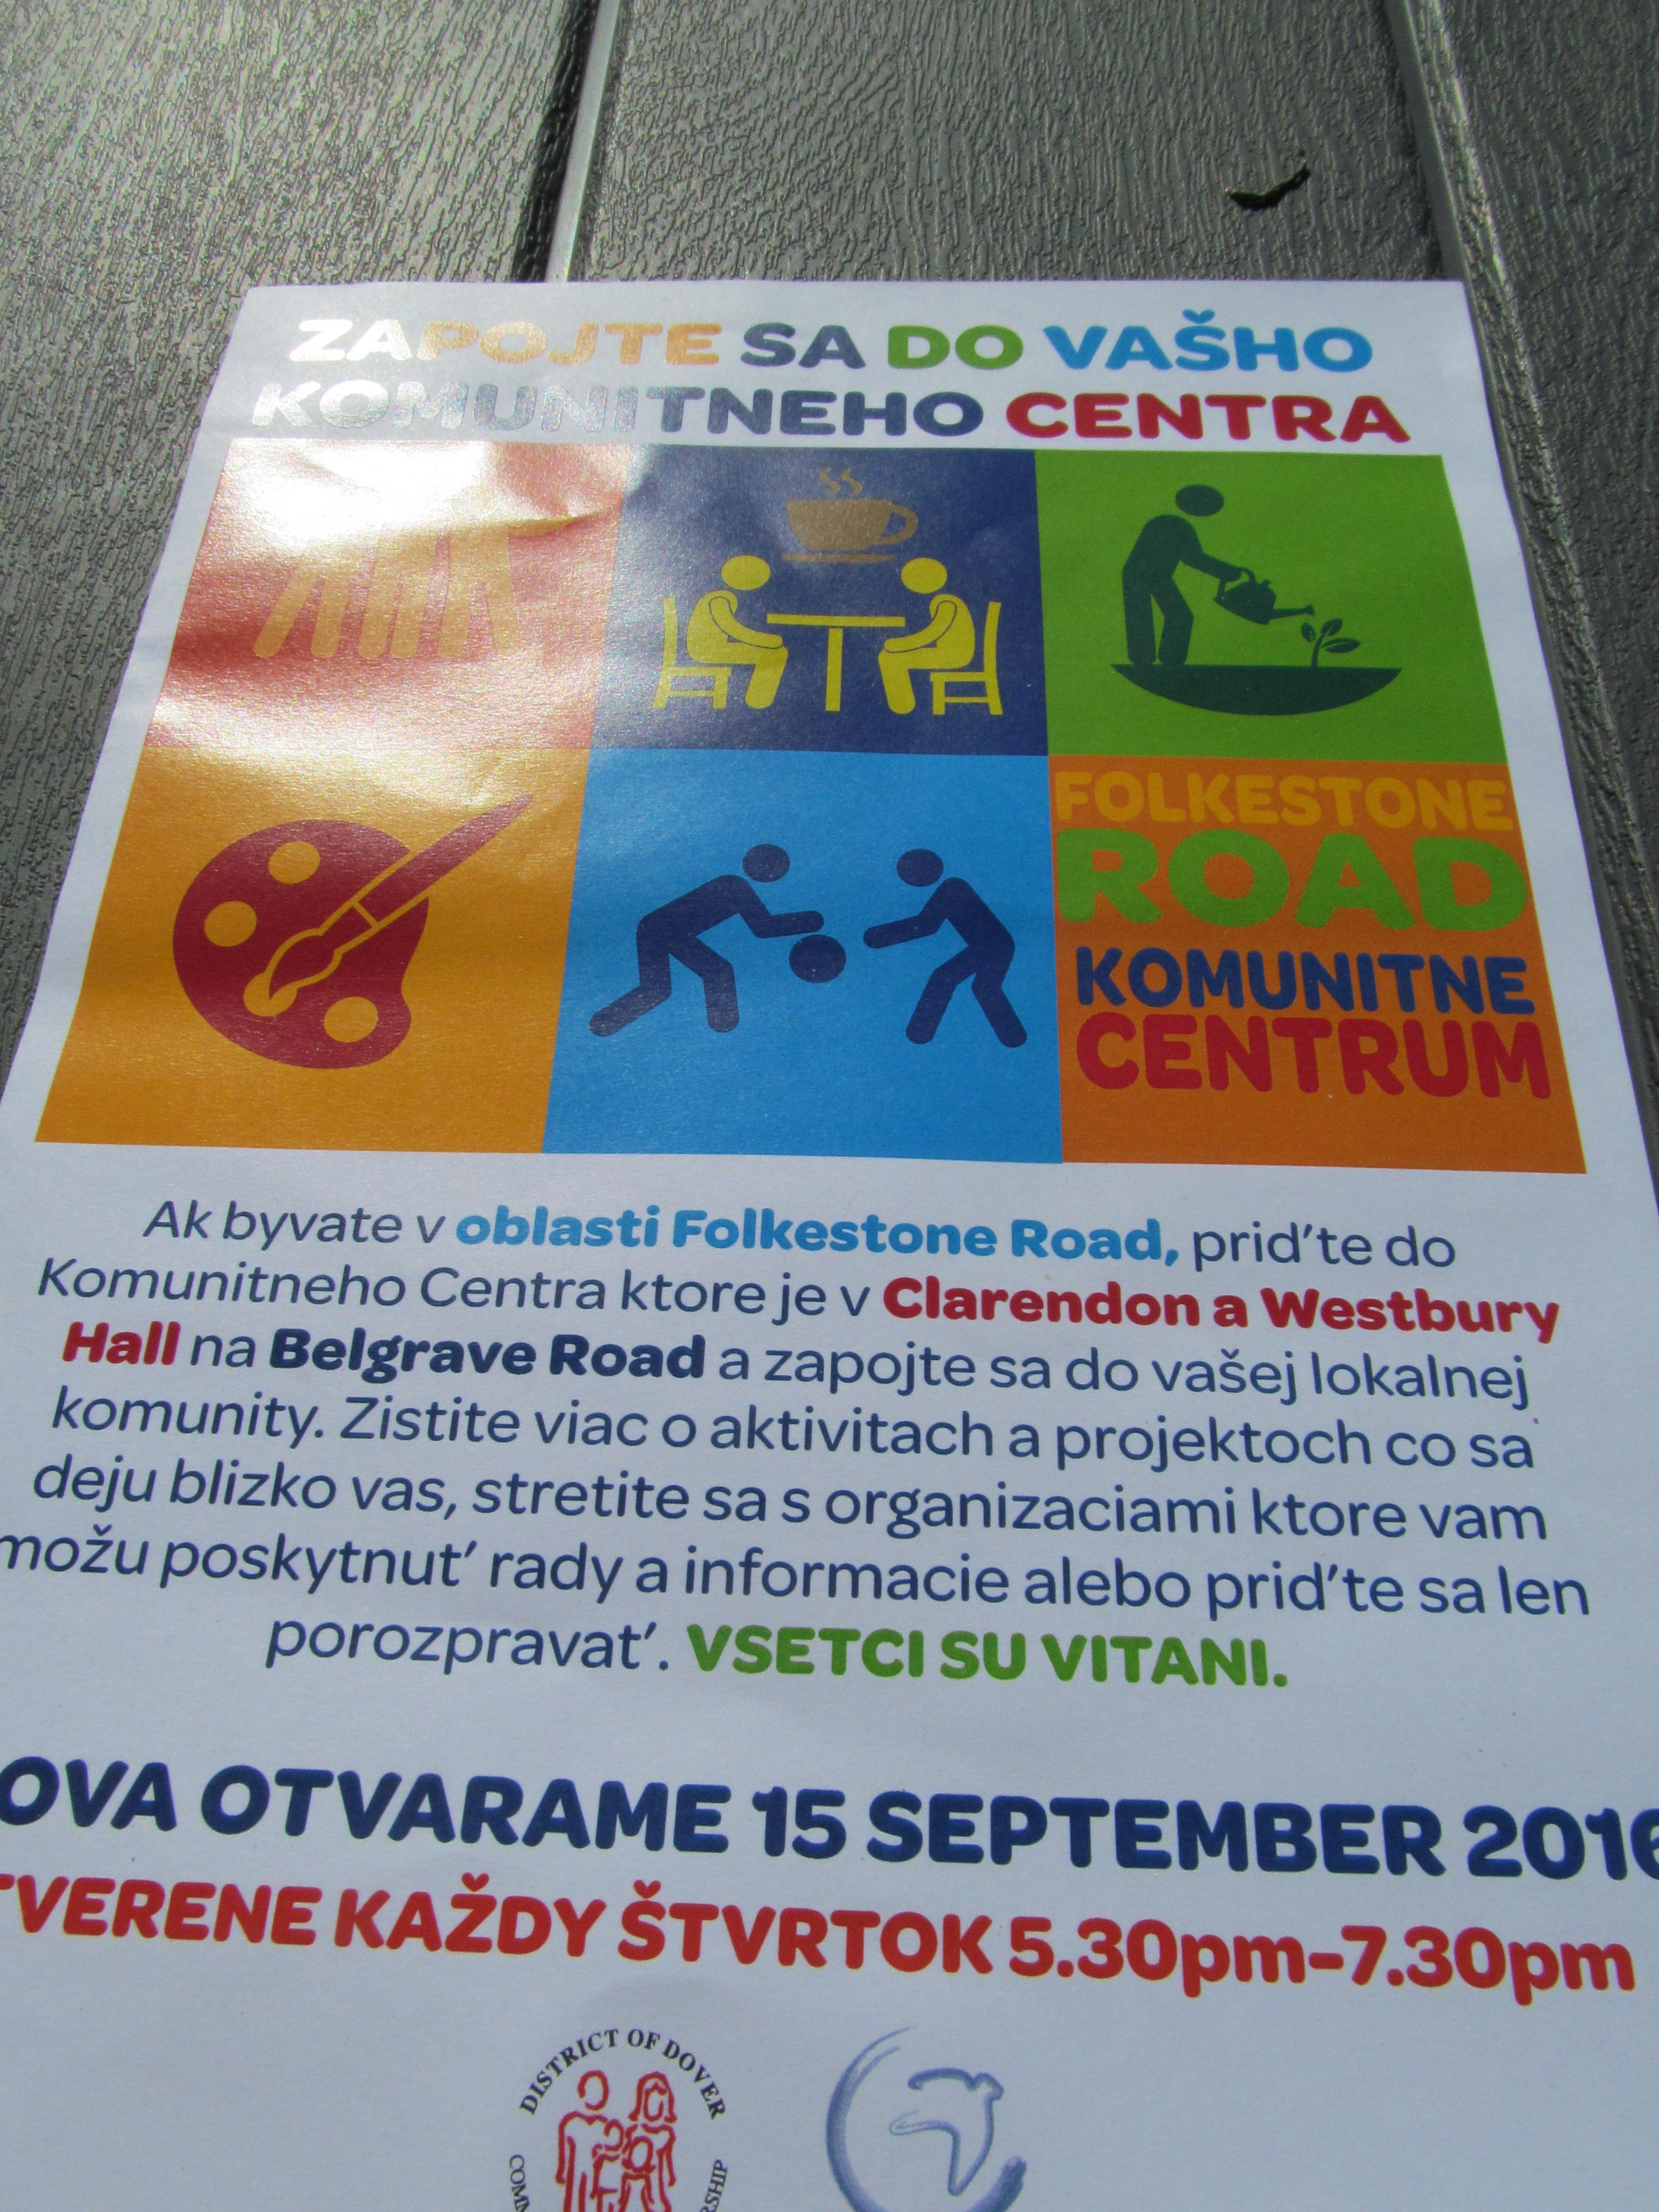 ZAPOJTE SA DO VAŠHO
KOMUNITNEHO CENTRA
FOLKESTONE
ROAD
KOMUNITNE
CENTRUM
Ak byvate v oblasti Folkestone Road, prid'te do
Komunitneho Centra ktore je v Clarendon a Westbury
Hall na Belgrave Road a zapojte sa do vašej lokalnej
komunity. Zistite viac o aktivitach a projektoch co sa
deju blizko vas, stretite sa s organizaciami ktore vam
možu poskytnut' rady a informacie alebo prid'te sa len
porozpravat'. VSETCI SU VITANI.
OVA OTVARAME 15 SEPTEMBER 2016
TVERENE KAŽDY ŠTVRTOK 5.30pm-7.30pm
DISTRICT OF DOVER